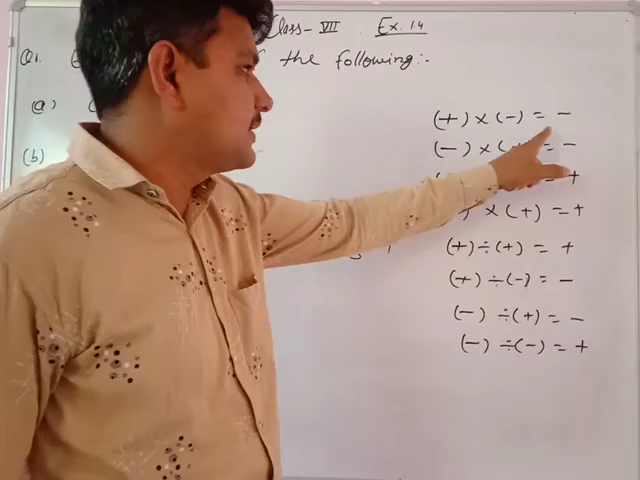 Class- VII Ex. 1.4
Q1. the following:-
(a)
(b)
(+) × (-) = -
(-) × (+) = -
= +
× (+) = +
(+) ÷ (+) = +
(+) ÷ (-) = -
(-) ÷ (+) = -
(-) ÷ (-) = +